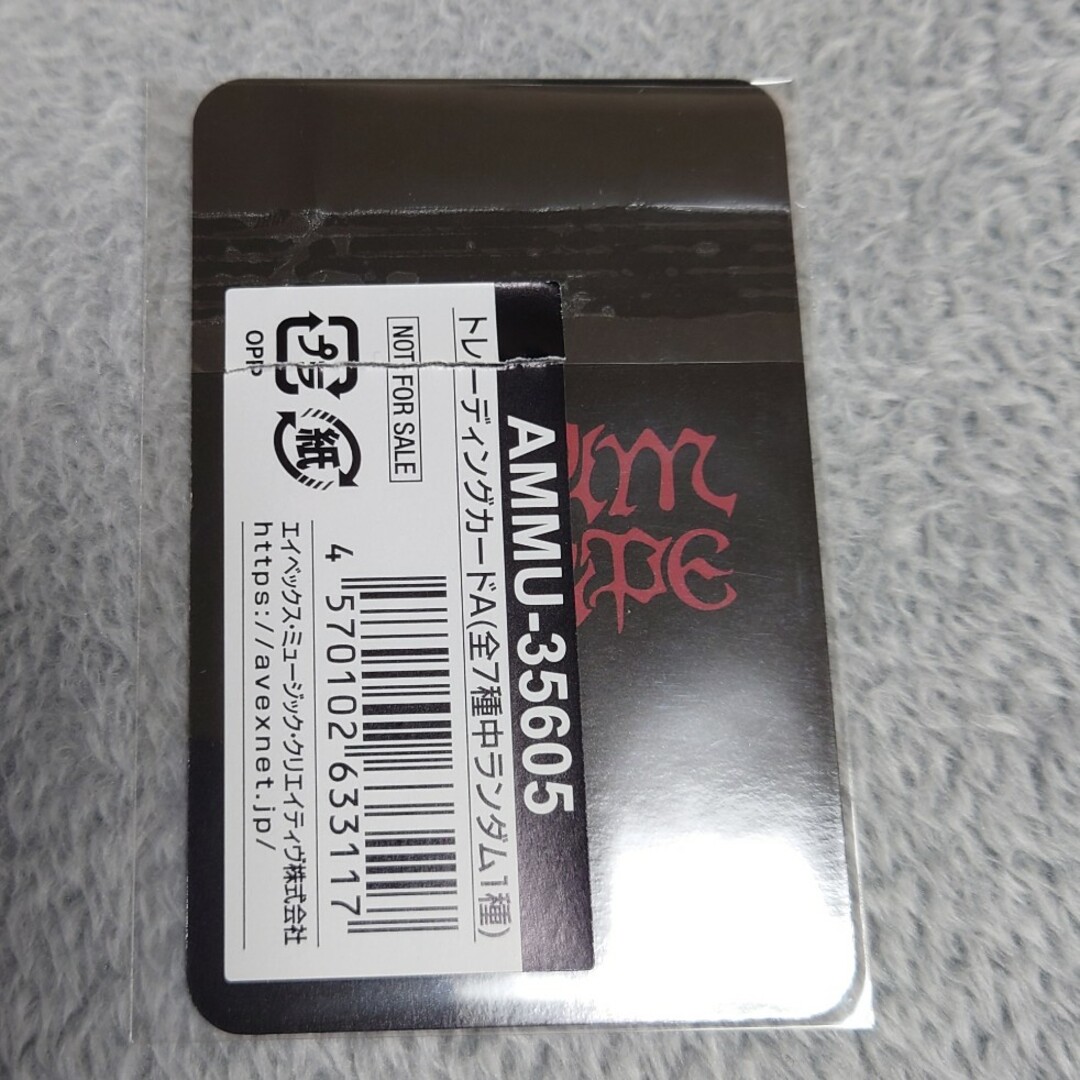 AMMU-35605
トレーディングカードA(全7種中ランダム1種)
NOT FOR SALE
4 570102 633117
プラ
OPP
紙
エイベックス・ミュージック・クリエイティヴ株式会社
https://avexnet.jp/